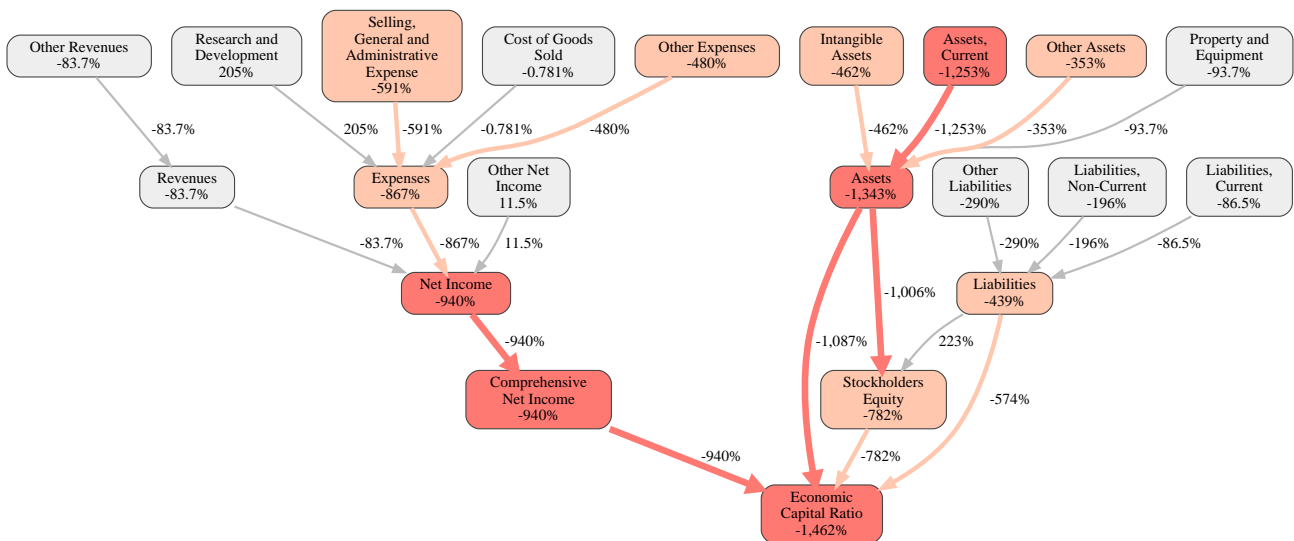 Other Revenues
-83.7%
Research and
Development
205%
Selling,
General and
Administrative
Expense
-591%
Cost of Goods
Sold
-0.781%
Other Expenses
-480%
Intangible
Assets
-462%
Assets,
Current
-1,253%
Other Assets
-353%
Property and
Equipment
-93.7%
-83.7%
205%
-591%
-0.781%
-480%
-462%
-1,253%
-353%
-93.7%
Revenues
-83.7%
Expenses
-867%
Other Net
Income
11.5%
Assets
-1,343%
Other
Liabilities
-290%
Liabilities,
Non-Current
-196%
Liabilities,
Current
-86.5%
-83.7%
-867%
11.5%
-290%
-196%
-86.5%
Net Income
-940%
-1,006%
Liabilities
-439%
-940%
-1,087%
223%
Comprehensive
Net Income
-940%
Stockholders
Equity
-782%
-574%
-940%
-782%
Economic
Capital Ratio
-1,462%